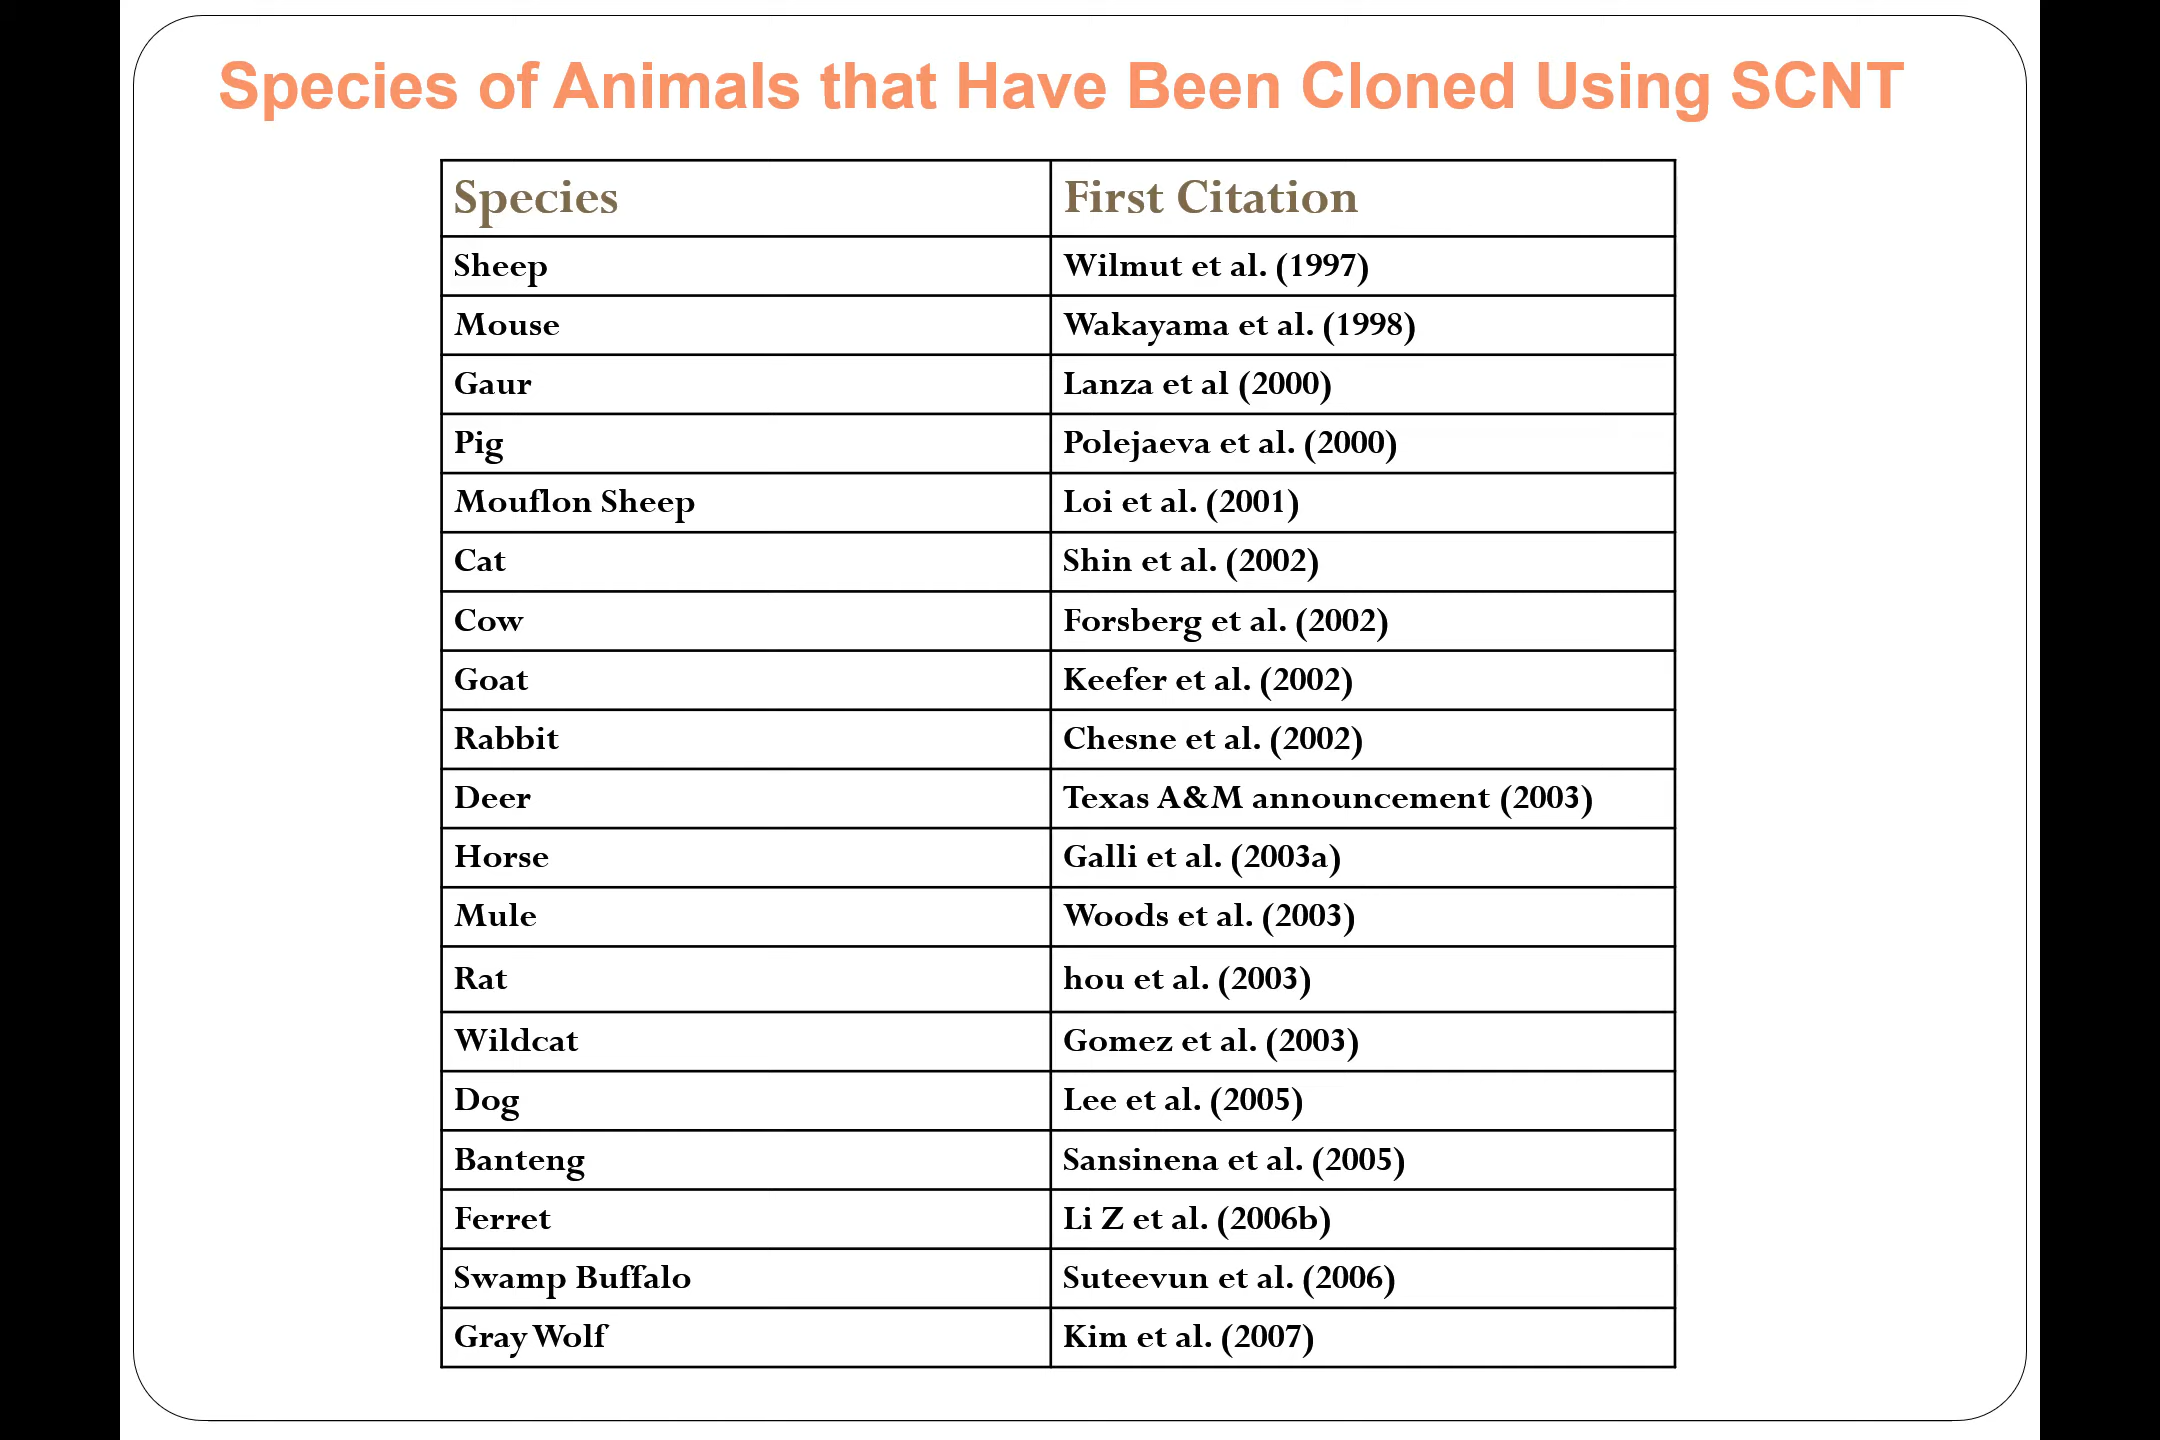 Species of Animals that Have Been Cloned Using SCNT
Species First Citation
Sheep Wilmut et al. (1997)
Mouse Wakayama et al. (1998)
Gaur Lanza et al (2000)
Pig Polejaeva et al. (2000)
Mouflon Sheep Loi et al. (2001)
Cat Shin et al. (2002)
Cow Forsberg et al. (2002)
Goat Keefer et al. (2002)
Rabbit Chesne et al. (2002)
Deer Texas A&M announcement (2003)
Horse Galli et al. (2003a)
Mule Woods et al. (2003)
Rat hou et al. (2003)
Wildcat Gomez et al. (2003)
Dog Lee et al. (2005)
Banteng Sansinena et al. (2005)
Ferret Li Z et al. (2006b)
Swamp Buffalo Suteevun et al. (2006)
Gray Wolf Kim et al. (2007)